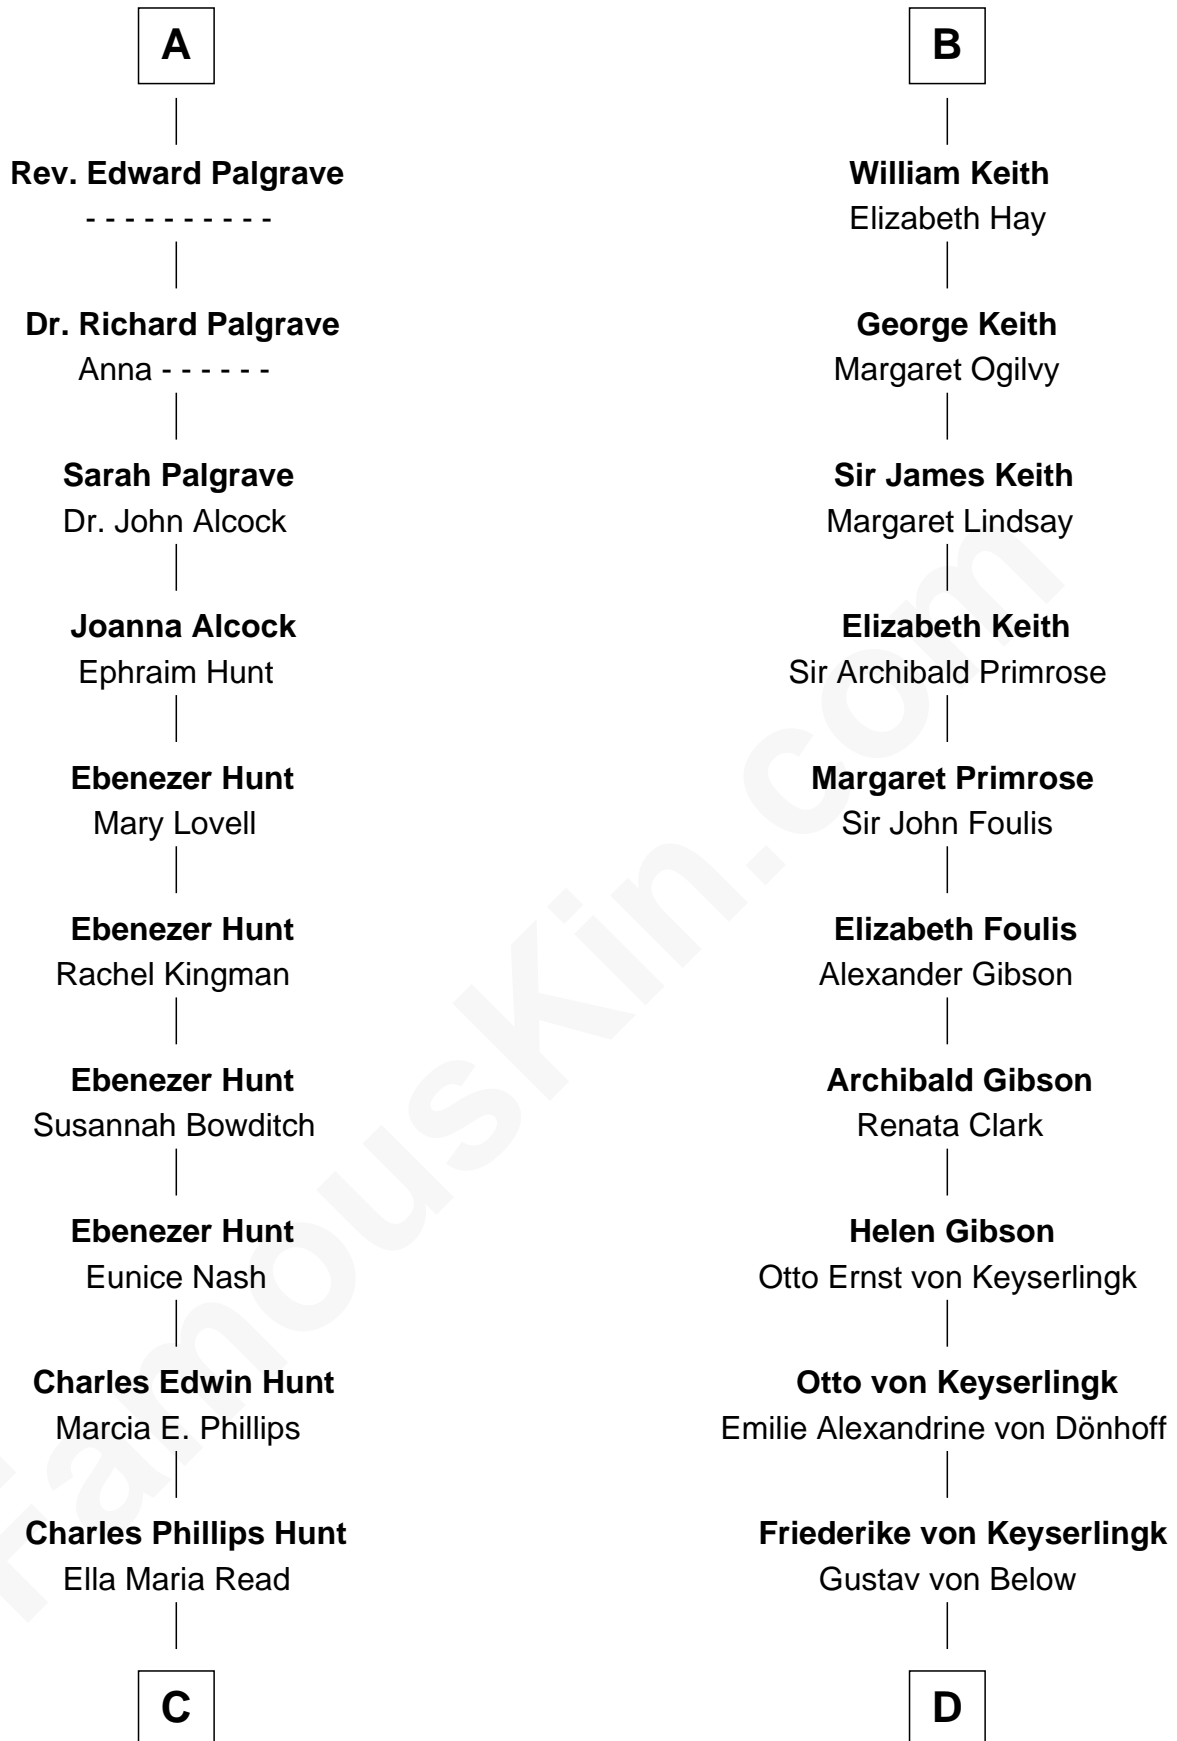 A
Rev. Edward Palgrave
- - - - - - - - - -
Dr. Richard Palgrave
Anna - - - - - -
Sarah Palgrave
Dr. John Alcock
Joanna Alcock
Ephraim Hunt
Ebenezer Hunt
Mary Lovell
Ebenezer Hunt
Rachel Kingman
Ebenezer Hunt
Susannah Bowditch
Ebenezer Hunt
Eunice Nash
Charles Edwin Hunt
Marcia E. Phillips
Charles Phillips Hunt
Ella Maria Read
C
B
William Keith
Elizabeth Hay
George Keith
Margaret Ogilvy
Sir James Keith
Margaret Lindsay
Elizabeth Keith
Sir Archibald Primrose
Margaret Primrose
Sir John Foulis
Elizabeth Foulis
Alexander Gibson
Archibald Gibson
Renata Clark
Helen Gibson
Otto Ernst von Keyserlingk
Otto von Keyserlingk
Emilie Alexandrine von Dönhoff
Friederike von Keyserlingk
Gustav von Below
D
FamousKin.com